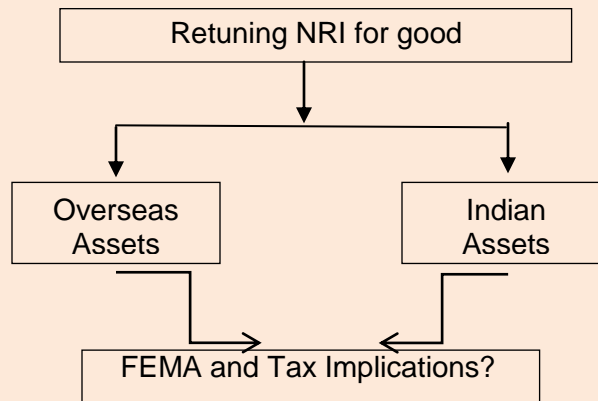 Retuning NRI for good
Overseas
Assets
Indian
Assets
FEMA and Tax Implications?